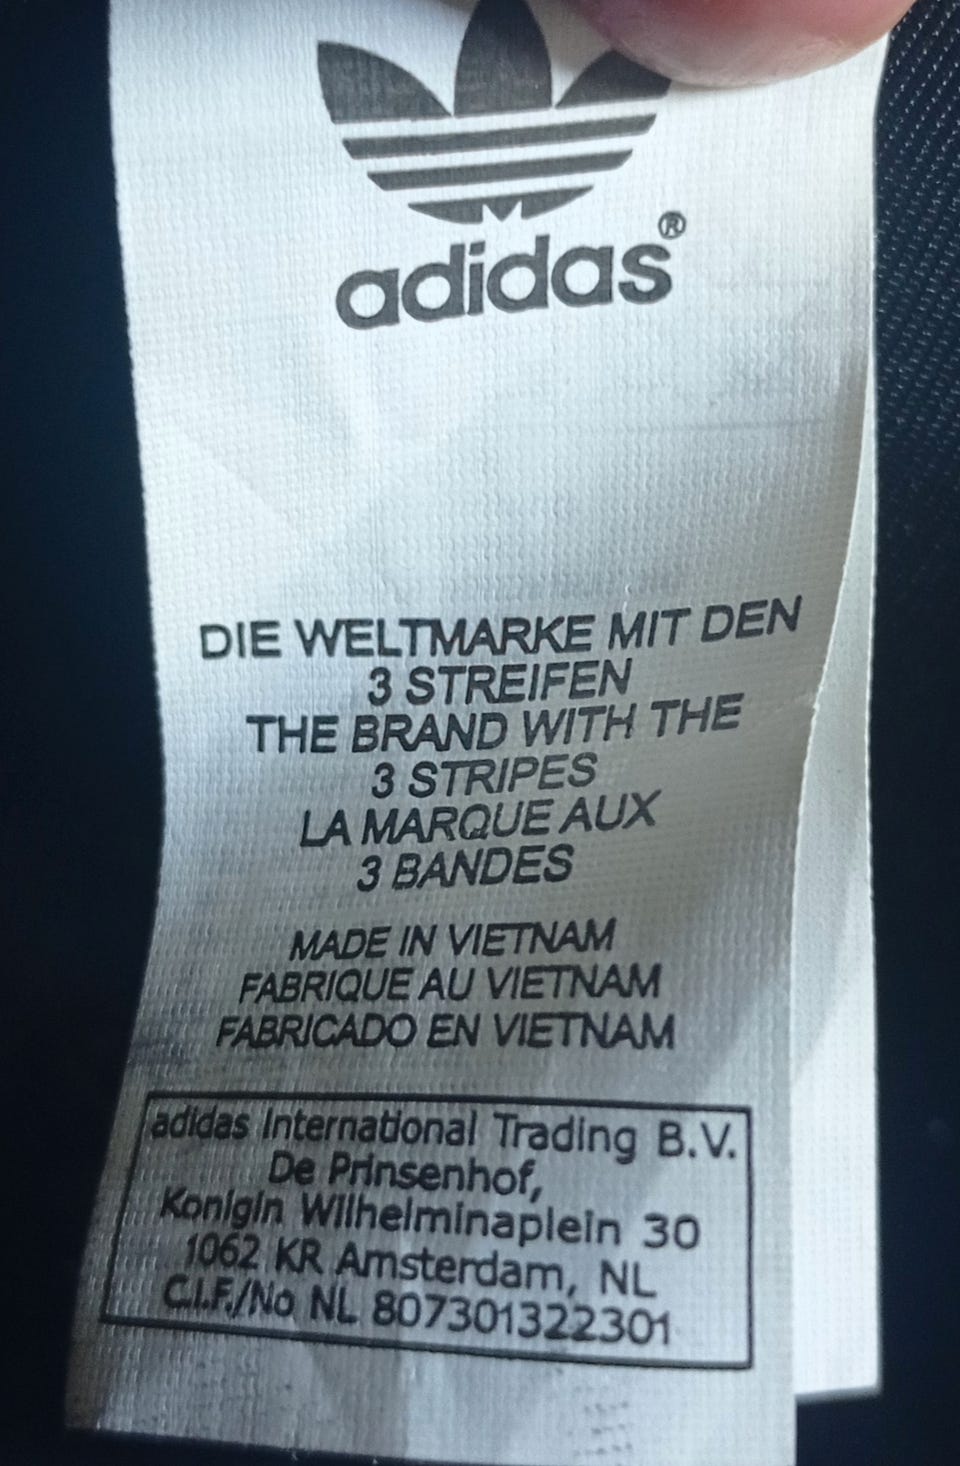 adidas®
DIE WELTMARKE MIT DEN
3 STREIFEN
THE BRAND WITH THE
3 STRIPES
LA MARQUE AUX
3 BANDES
MADE IN VIETNAM
FABRIQUE AU VIETNAM
FABRICADO EN VIETNAM
adidas International Trading B.V.
De Prinsenhof,
Konigin Wilhelminaplein 30
1062 KR Amsterdam, NL
C.I.F./No NL 807301322301